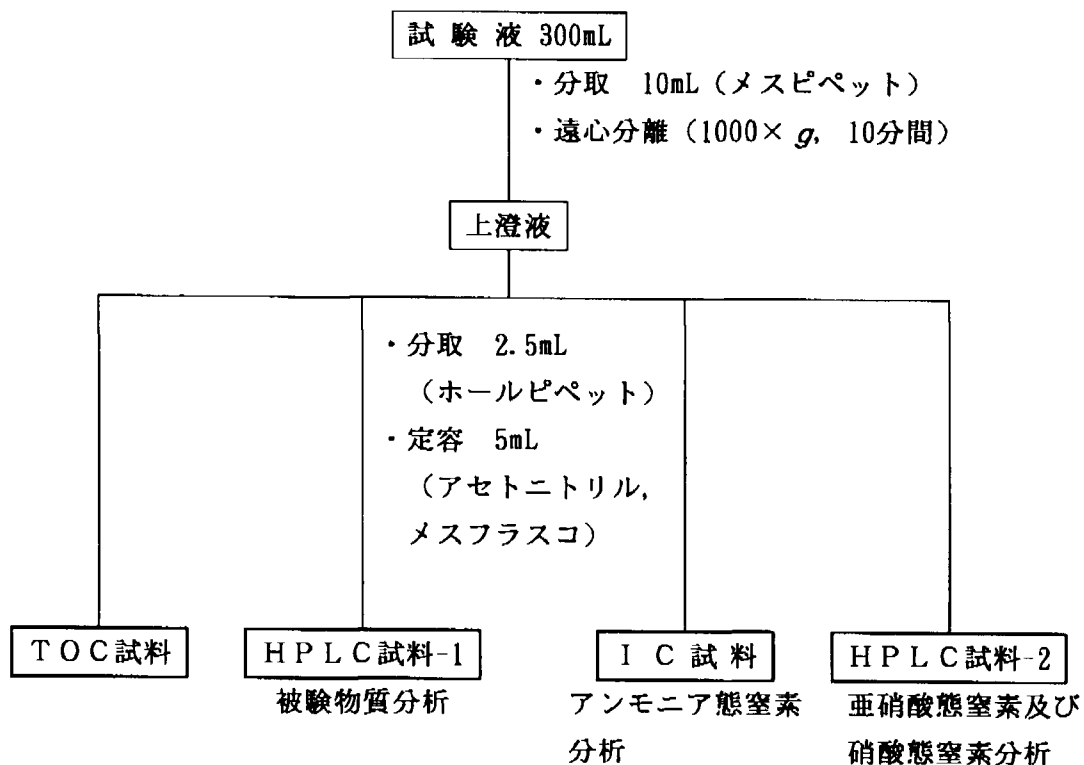 試験液 300mL
・分取 10mL(メスピペット)
・遠心分離(1000×g, 10分間)
上澄液
・分取 2.5mL
(ホールピペット)
・定容 5mL
(アセトニトリル,
メスフラスコ)
TOC試料
HPLC試料-1
被験物質分析
IC試料
アンモニア態窒素
分析
HPLC試料-2
亜硝酸態窒素及び
硝酸態窒素分析